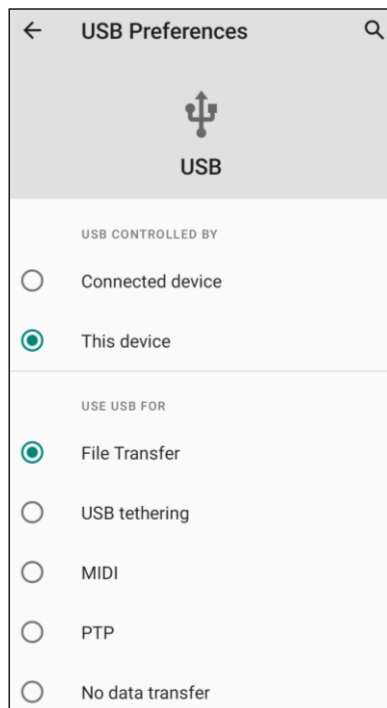 USB Preferences
USB
USB CONTROLLED BY
Connected device
This device
USE USB FOR
File Transfer
USB tethering
MIDI
PTP
No data transfer